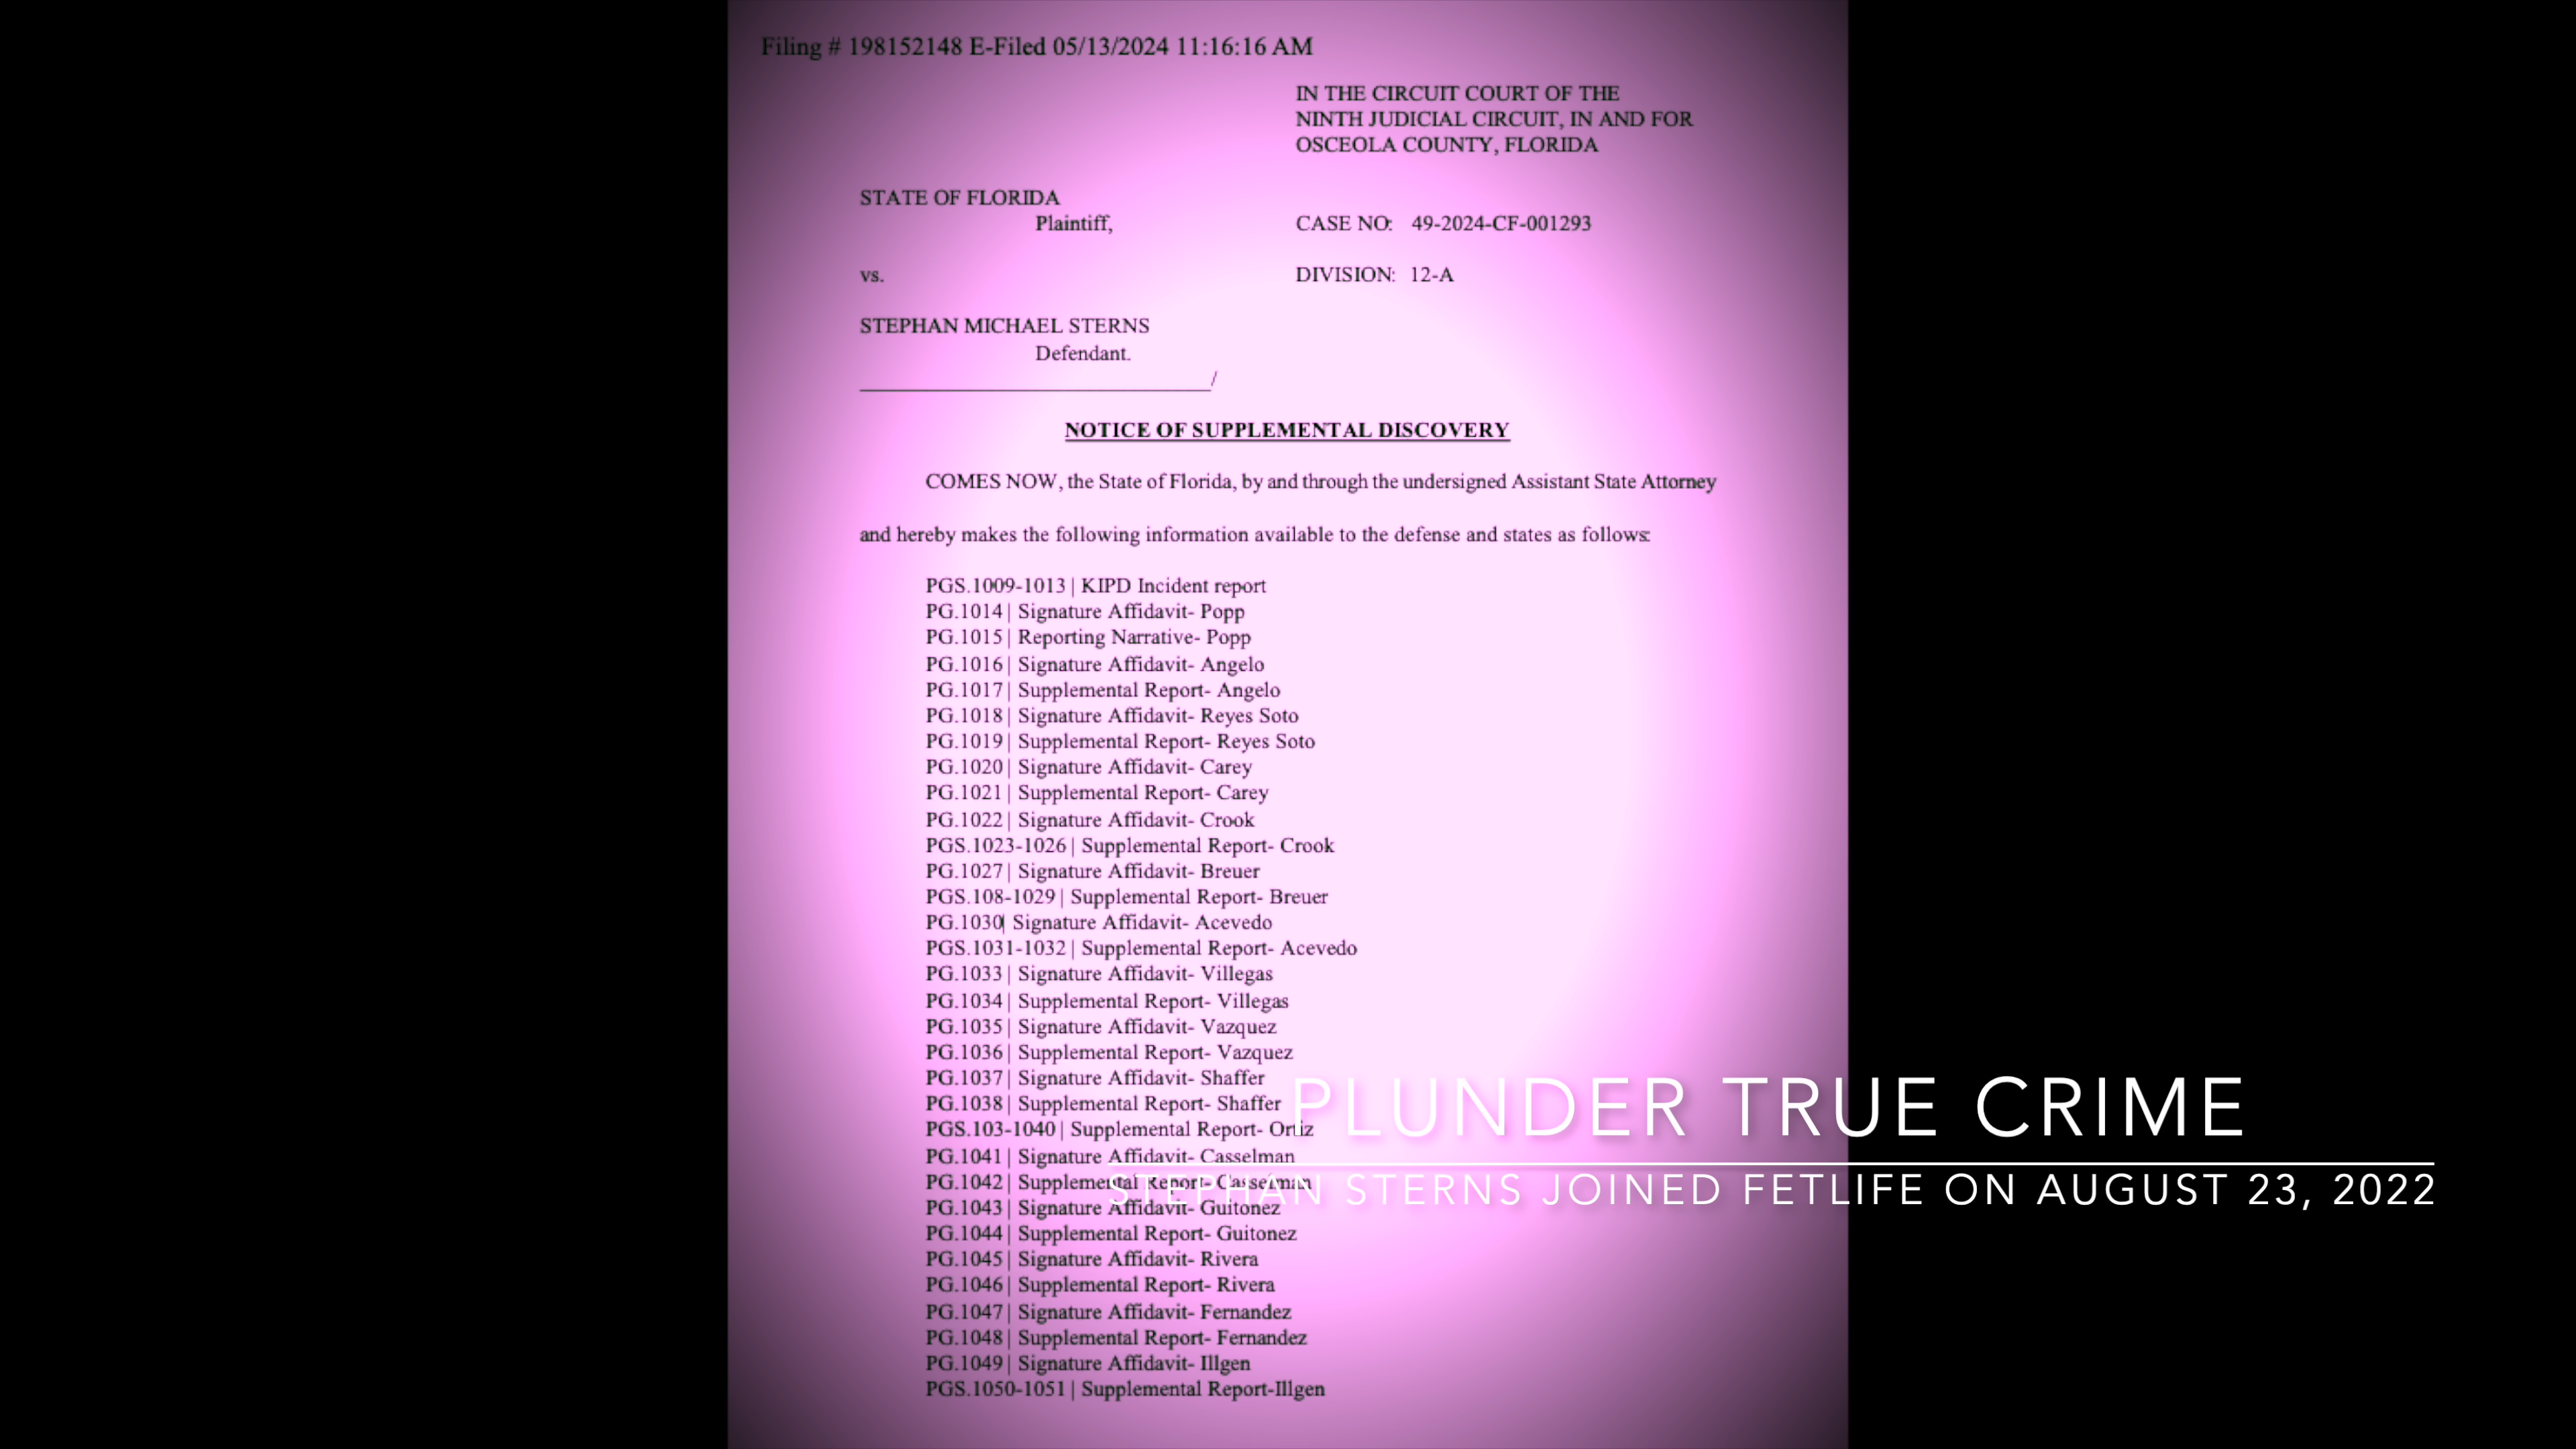 Filing # 198152148 E-Filed 05/13/2024 11:16:16 AM
IN THE CIRCUIT COURT OF THE
NINTH JUDICIAL CIRCUIT, IN AND FOR
OSCEOLA COUNTY, FLORIDA
STATE OF FLORIDA
Plaintiff,
CASE NO: 49-2024-CF-001293
vs.
DIVISION: 12-A
STEPHAN MICHAEL STERNS
Defendant.
/
NOTICE OF SUPPLEMENTAL DISCOVERY
COMES NOW, the State of Florida, by and through the undersigned Assistant State Attorney
and hereby makes the following information available to the defense and states as follows:
PGS.1009-1013 | KIPD Incident report
PG.1014 | Signature Affidavit- Popp
PG.1015 | Reporting Narrative- Popp
PG.1016 | Signature Affidavit- Angelo
PG.1017 | Supplemental Report- Angelo
PG.1018 | Signature Affidavit- Reyes Soto
PG.1019 | Supplemental Report- Reyes Soto
PG.1020 | Signature Affidavit- Carey
PG.1021 | Supplemental Report- Carey
PG.1022 | Signature Affidavit- Crook
PGS.1023-1026 | Supplemental Report- Crook
PG.1027 | Signature Affidavit- Breuer
PGS.108-1029 | Supplemental Report- Breuer
PG.1030| Signature Affidavit- Acevedo
PGS.1031-1032 | Supplemental Report- Acevedo
PG.1033 | Signature Affidavit- Villegas
PG.1034 | Supplemental Report- Villegas
PG.1035 | Signature Affidavit- Vazquez
PG.1036 | Supplemental Report- Vazquez
PG.1037 | Signature Affidavit- Shaffer
PG.1038 | Supplemental Report- Shaffer
PGS.103-1040 | Supplemental Report- Ortiz
PG.1041 | Signature Affidavit- Casselman
PG.1042 | Supplemental Report- Casselman
PG.1043 | Signature Affidavit- Guitonez
PG.1044 | Supplemental Report- Guitonez
PG.1045 | Signature Affidavit- Rivera
PG.1046 | Supplemental Report- Rivera
PG.1047 | Signature Affidavit- Fernandez
PG.1048 | Supplemental Report- Fernandez
PG.1049 | Signature Affidavit- Illgen
PGS.1050-1051 | Supplemental Report-Illgen
PLUNDER TRUE CRIME
STEPHAN STERNS JOINED FETLIFE ON AUGUST 23, 2022